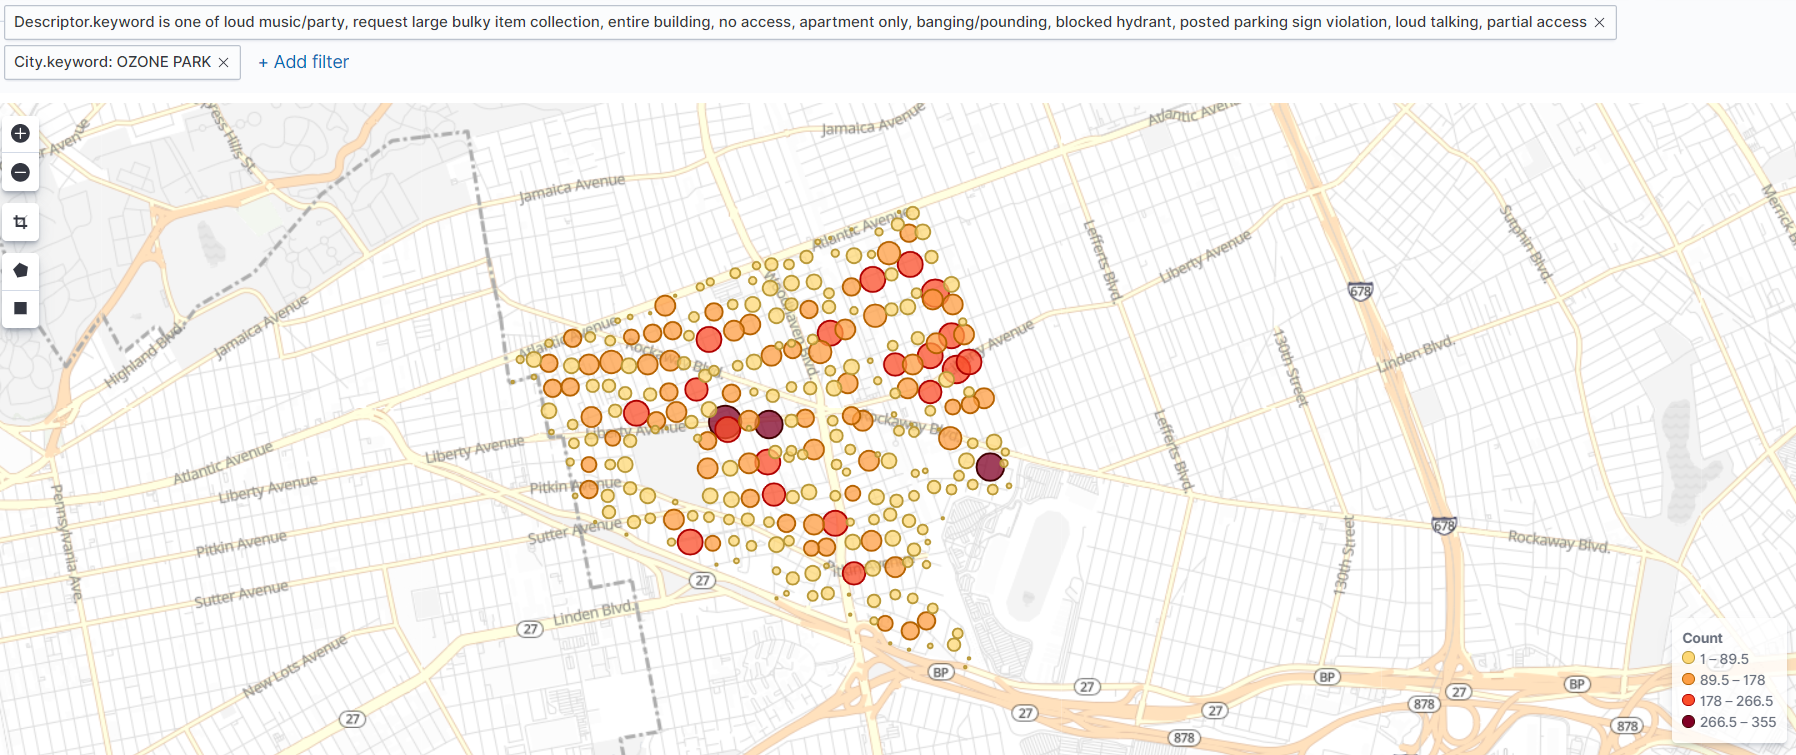 Descriptor.keyword is one of loud music/party, request large bulky item collection, entire building, no access, apartment only, banging/pounding, blocked hydrant, posted parking sign violation, loud talking, partial access ×
City.keyword: OZONE PARK ×
+ Add filter
Jamaica Avenue
Atlantic
Jamaica Avenue
Atlantic Avenue
Lefferts Blvd.
Liberty Avenue
Sutphin Blvd.
Merrick
678
Jamaica Avenue
Highland Blvd.
Atlantic Avenue
Rockaway Blvd.
130th Street
Linden Blvd.
Liberty Avenue
Atlantic Avenue
Liberty Avenue
Liberty Avenue
Lefferts Blvd.
Pennsylvania Ave.
Pitkin Avenue
Sutter Avenue
678
Rockaway Blvd.
130th Street
Pitkin Avenue
Sutter Avenue
27
Linden Blvd.
27
New Lots Avenue
27
BP
27
27
27
878
BP
27
878
BP
878
Count
1 – 89.5
89.5 – 178
178 – 266.5
266.5 – 355